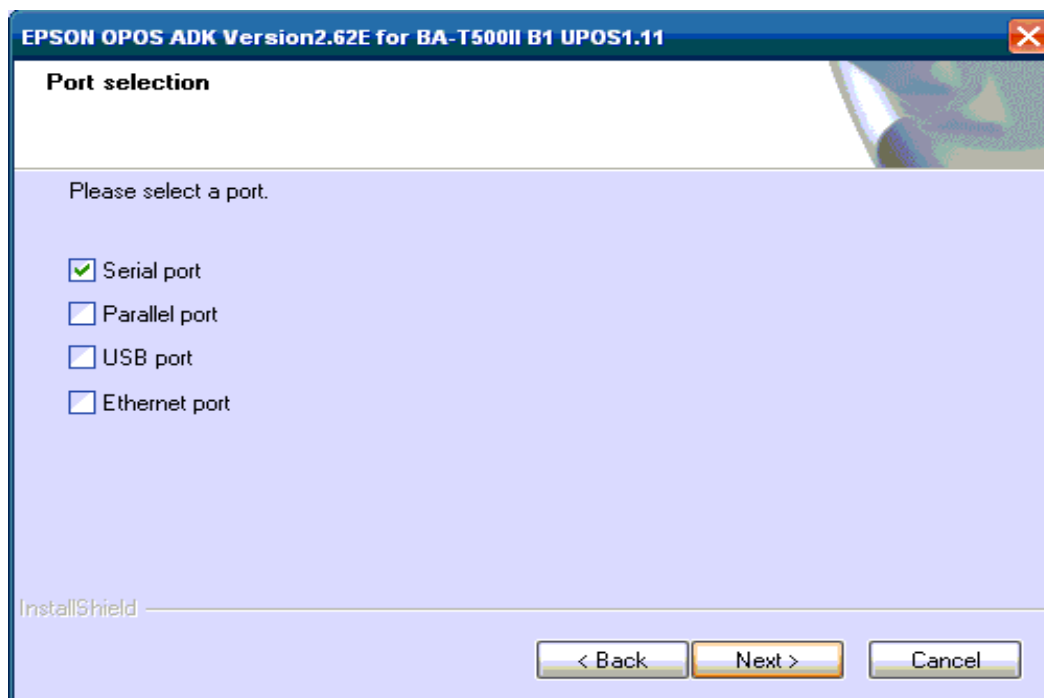 EPSON OPOS ADK Version2.62E for BA-T500II B1 UPOS1.11
Port selection
Please select a port.
Serial port
Parallel port
USB port
Ethernet port
InstallShield
< Back Next > Cancel